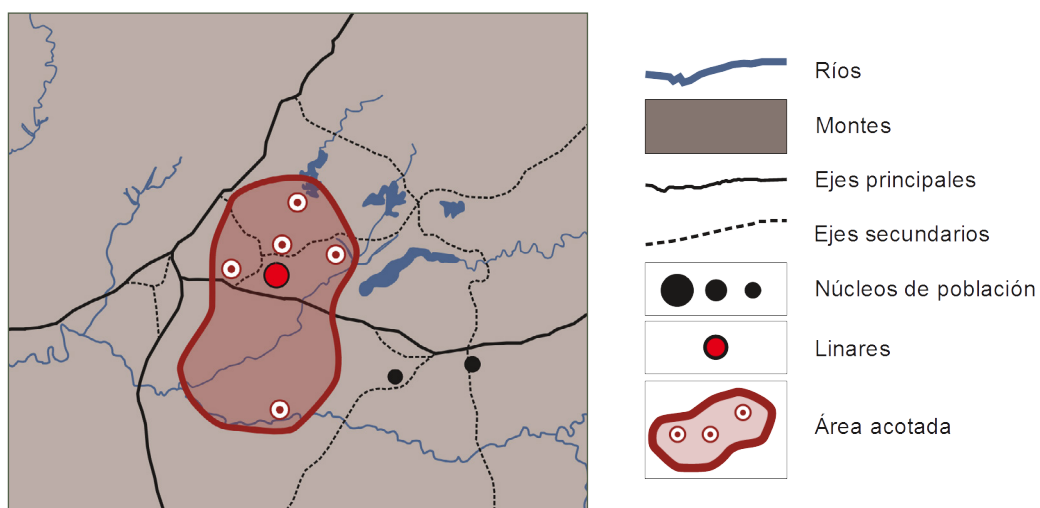 Ríos
Montes
Ejes principales
Ejes secundarios
Núcleos de población
Linares
Área acotada